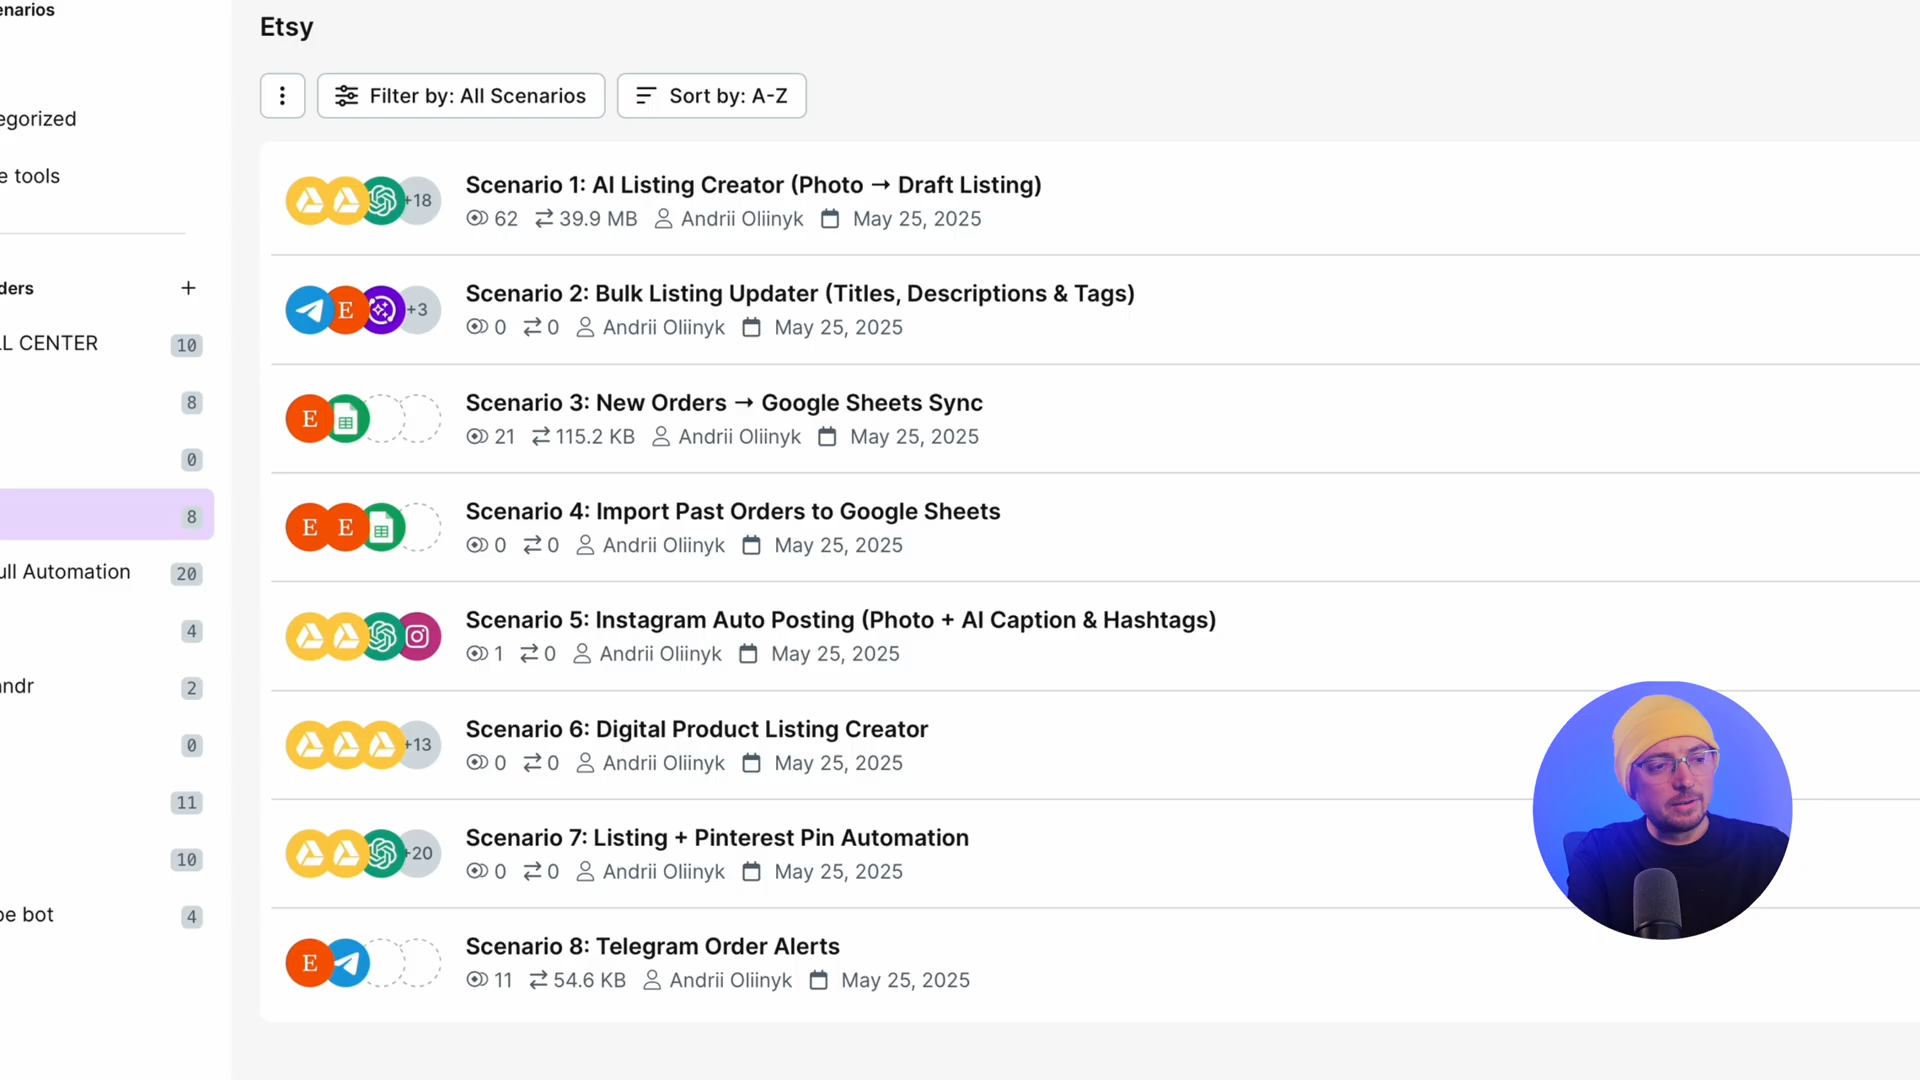 enarios
egorized
e tools
ders +
LL CENTER 10
8
0
8
ull Automation 20
4
andr 2
0
11
10
be bot 4
Etsy
Filter by: All Scenarios
Sort by: A-Z
+18
Scenario 1: AI Listing Creator (Photo → Draft Listing)
62 39.9 MB Andrii Oliinyk May 25, 2025
E +3
Scenario 2: Bulk Listing Updater (Titles, Descriptions & Tags)
0 0 Andrii Oliinyk May 25, 2025
E
Scenario 3: New Orders → Google Sheets Sync
21 115.2 KB Andrii Oliinyk May 25, 2025
E E
Scenario 4: Import Past Orders to Google Sheets
0 0 Andrii Oliinyk May 25, 2025
Scenario 5: Instagram Auto Posting (Photo + AI Caption & Hashtags)
1 0 Andrii Oliinyk May 25, 2025
+13
Scenario 6: Digital Product Listing Creator
0 0 Andrii Oliinyk May 25, 2025
+20
Scenario 7: Listing + Pinterest Pin Automation
0 0 Andrii Oliinyk May 25, 2025
E
Scenario 8: Telegram Order Alerts
11 54.6 KB Andrii Oliinyk May 25, 2025